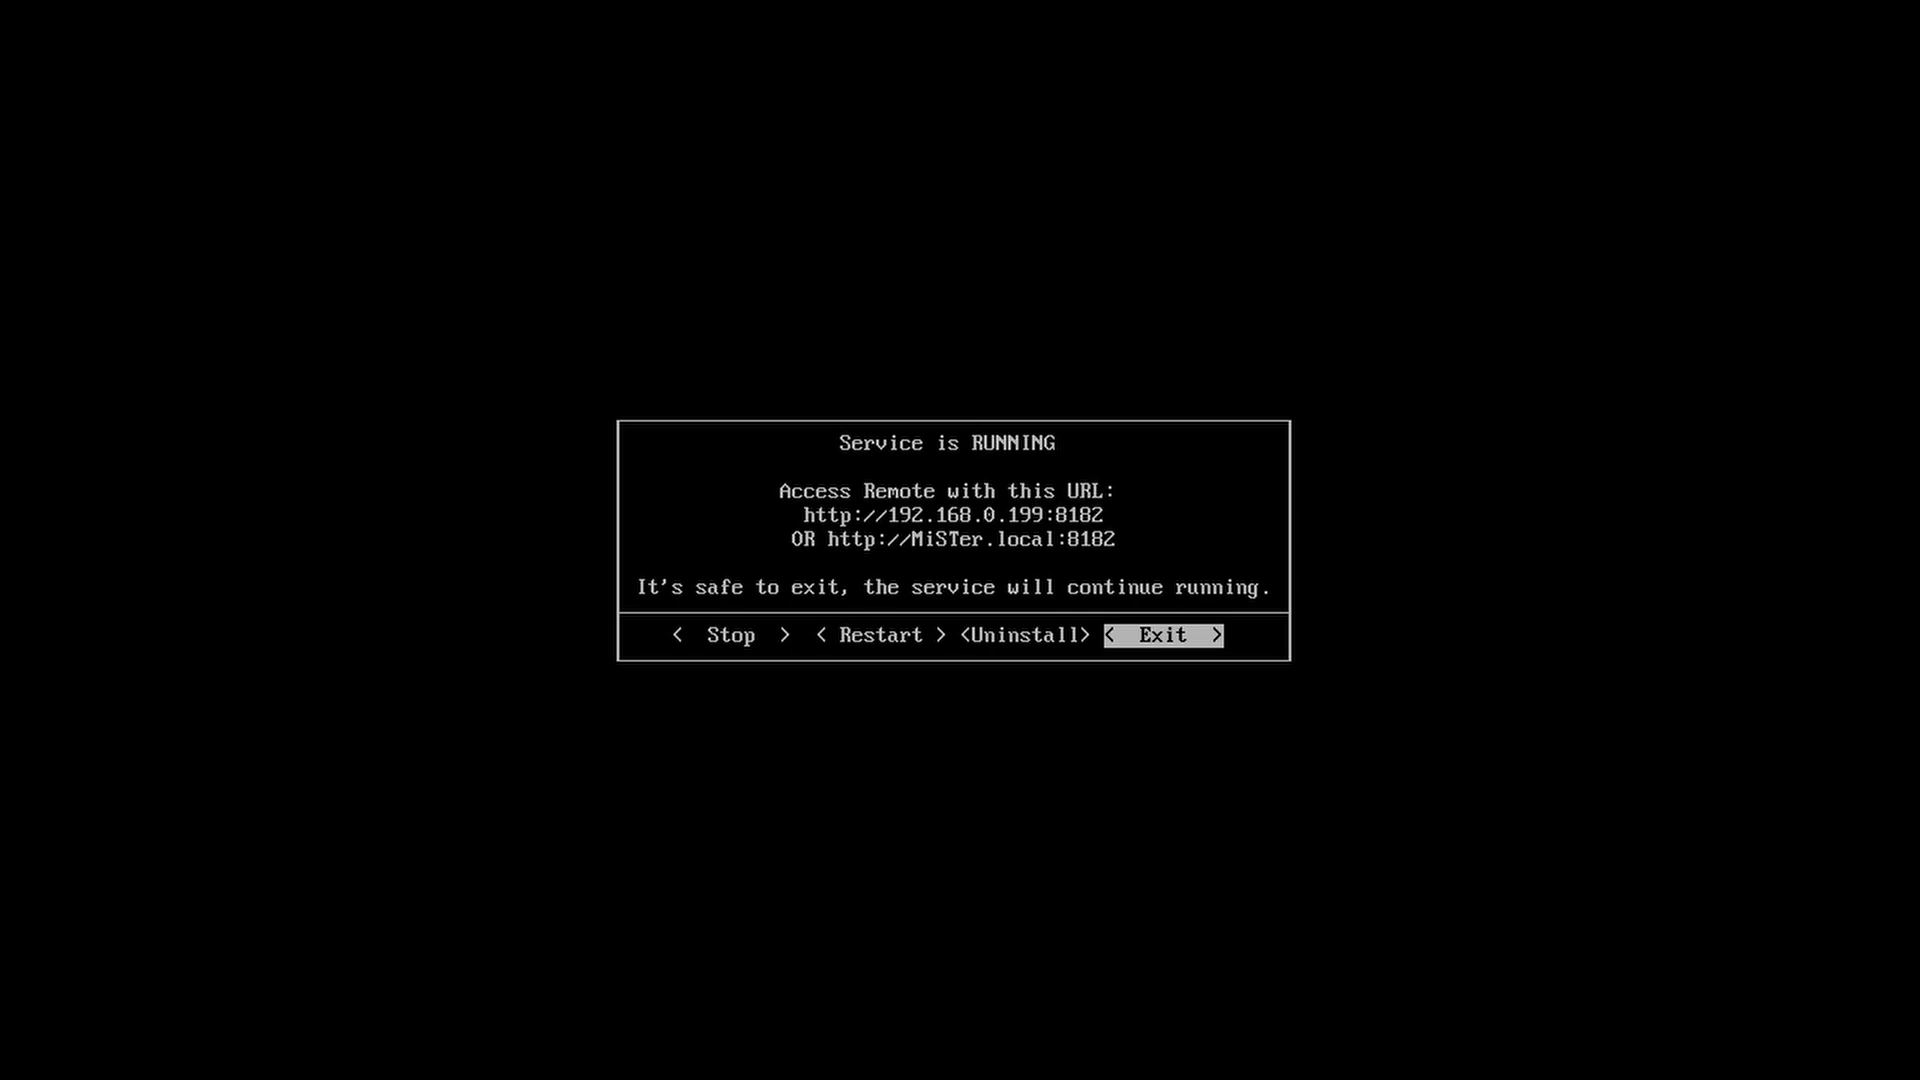 Service is RUNNING
Access Remote with this URL:
http://192.168.0.199:8182
OR http://MiSTer.local:8182
It's safe to exit, the service will continue running.
<  Stop  > < Restart > <Uninstall> <  Exit  >